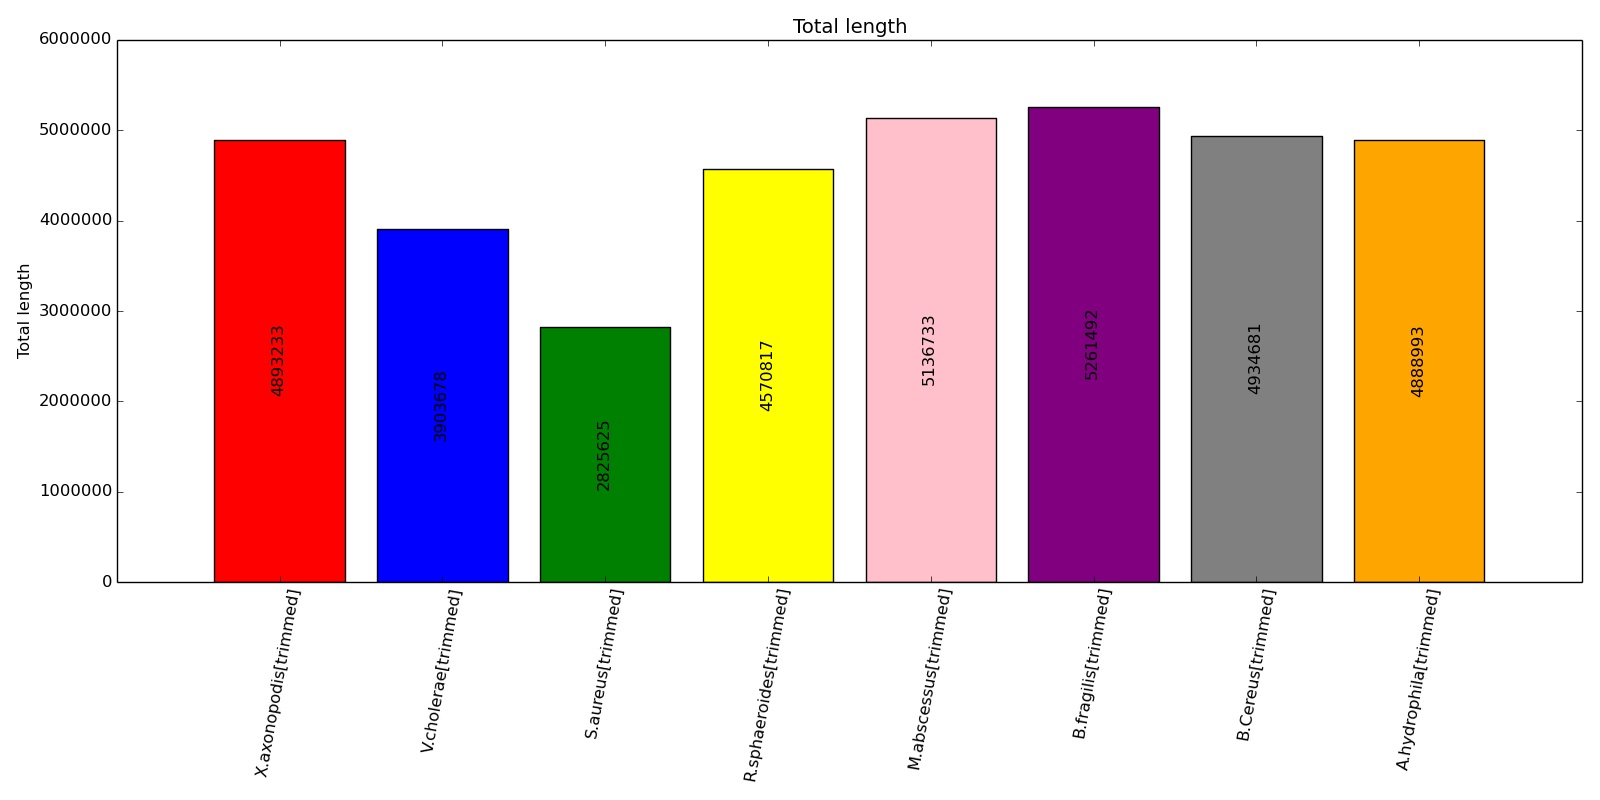 Total length
6000000
5000000
4000000
3000000
2000000
1000000
0
Total length
4893233
3903678
2825625
4570817
5136733
5261492
4934681
4888993
X.axonopodis[trimmed]
V.cholerae[trimmed]
S.aureus[trimmed]
R.sphaeroides[trimmed]
M.abscessus[trimmed]
B.fragilis[trimmed]
B.Cereus[trimmed]
A.hydrophila[trimmed]